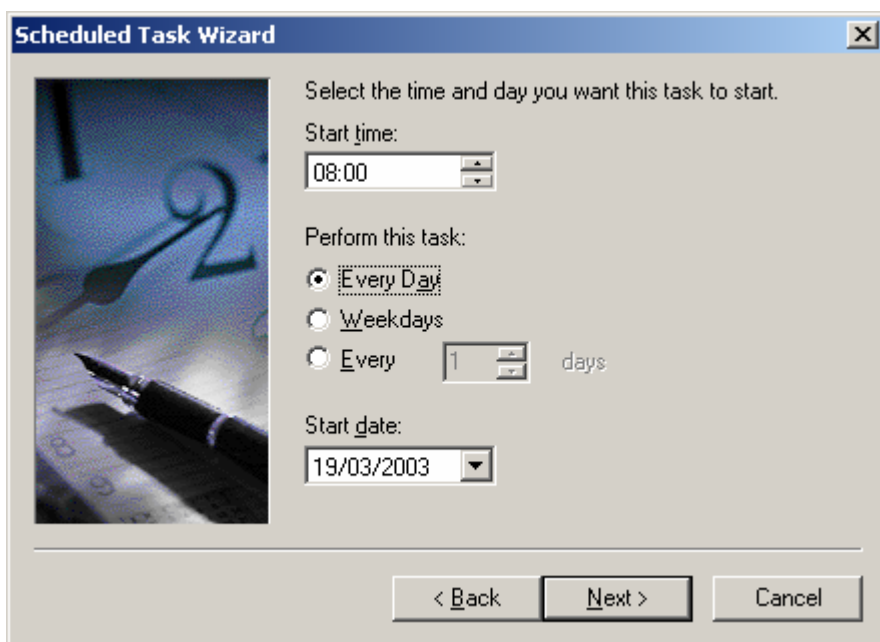 Scheduled Task Wizard
Select the time and day you want this task to start.
Start time:
08:00
Perform this task:
Every Day
Weekdays
Every 1 days
Start date:
19/03/2003
< Back Next > Cancel
2